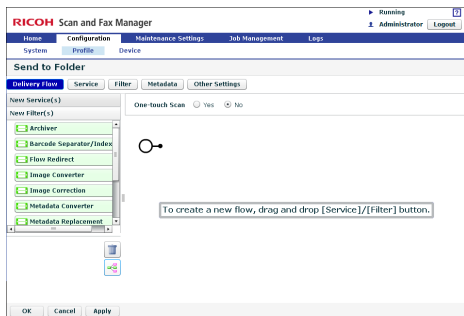 Running
?
RICOH Scan and Fax Manager
Administrator Logout
Home Configuration Maintenance Settings Job Management Logs
System Profile Device
Send to Folder
Delivery Flow Service Filter Metadata Other Settings
New Service(s)
New Filter(s)
One-touch Scan Yes No
Archiver
Barcode Separator/Index
Flow Redirect
Image Converter
Image Correction
Metadata Converter
Metadata Replacement
To create a new flow, drag and drop [Service]/[Filter] button.
OK Cancel Apply